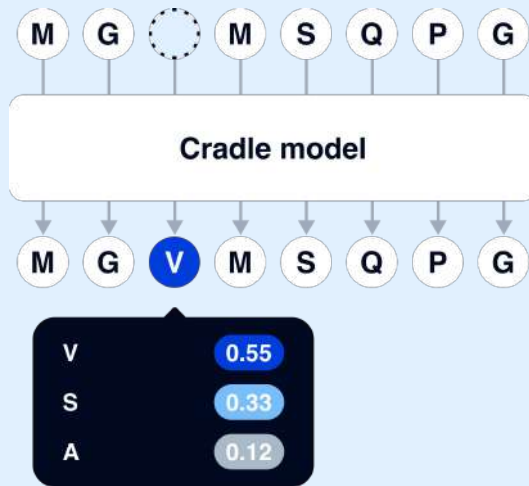 M G M S Q P G
Cradle model
M G V M S Q P G
V 0.55
S 0.33
A 0.12